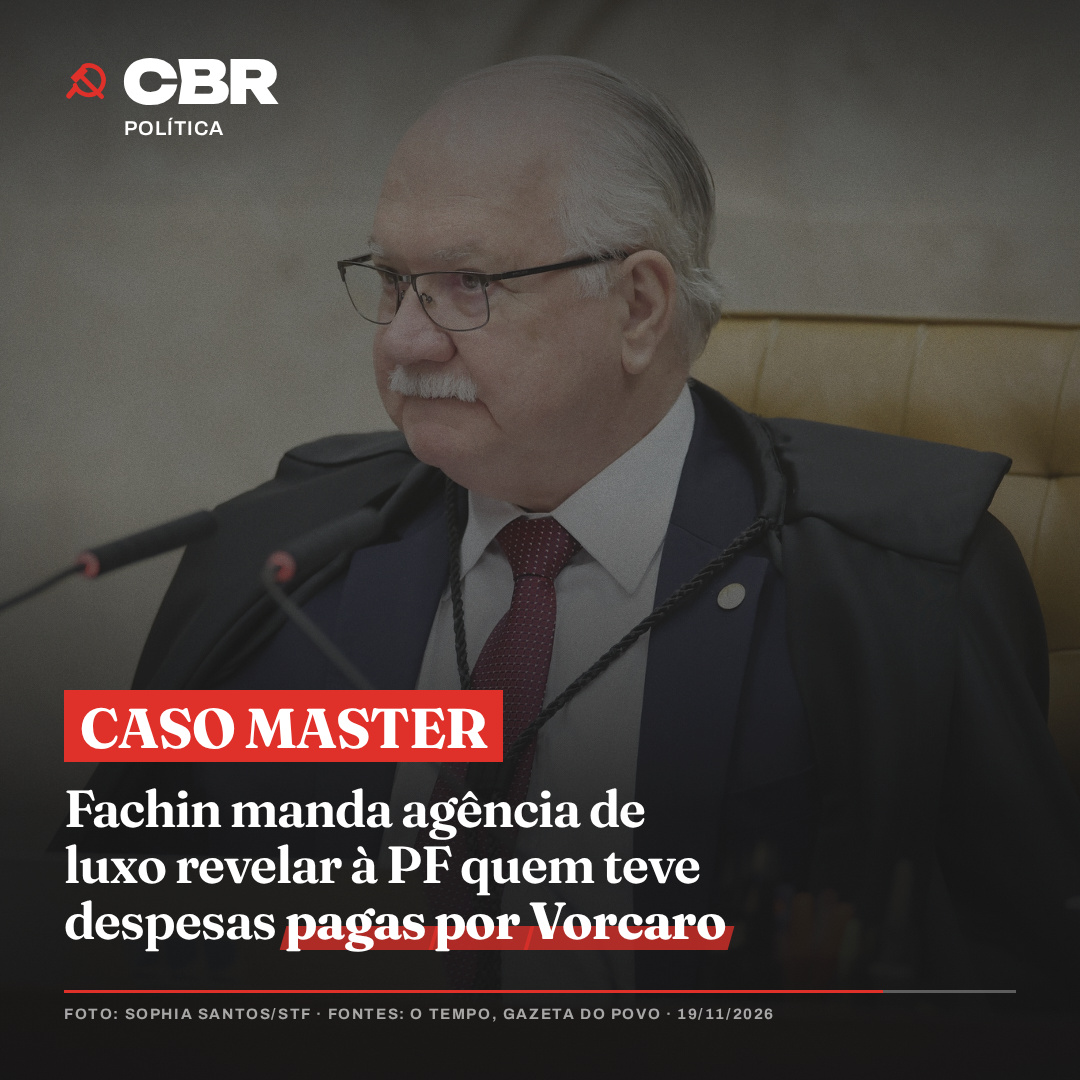 CBR
POLÍTICA
CASO MASTER
Fachin manda agência de
luxo revelar à PF quem teve
despesas pagas por Vorcaro
FOTO: SOPHIA SANTOS/STF · FONTES: O TEMPO, GAZETA DO POVO · 19/11/2026